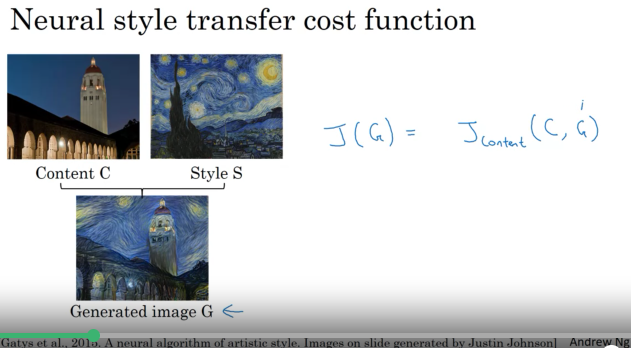 Neural style transfer cost function
J(G) = J content (C, G)
Content C
Style S
Generated image G ←
[Gatys et al., 2015. A neural algorithm of artistic style. Images on slide generated by Justin Johnson] Andrew Ng